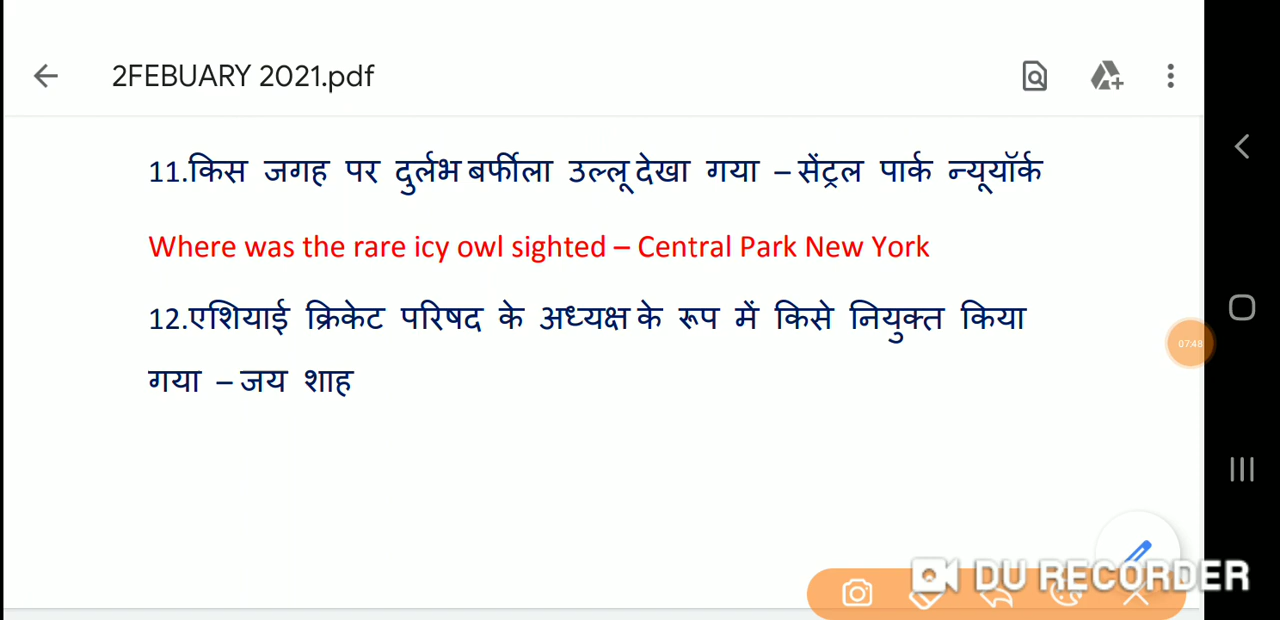 2FEBUARY 2021.pdf
11.किस जगह पर दुर्लभ बर्फीला उल्लू देखा गया – सेंट्रल पार्क न्यूयॉर्क
Where was the rare icy owl sighted – Central Park New York
12.एशियाई क्रिकेट परिषद के अध्यक्ष के रूप में किसे नियुक्त किया
गया – जय शाह
07:48
DU RECORDER